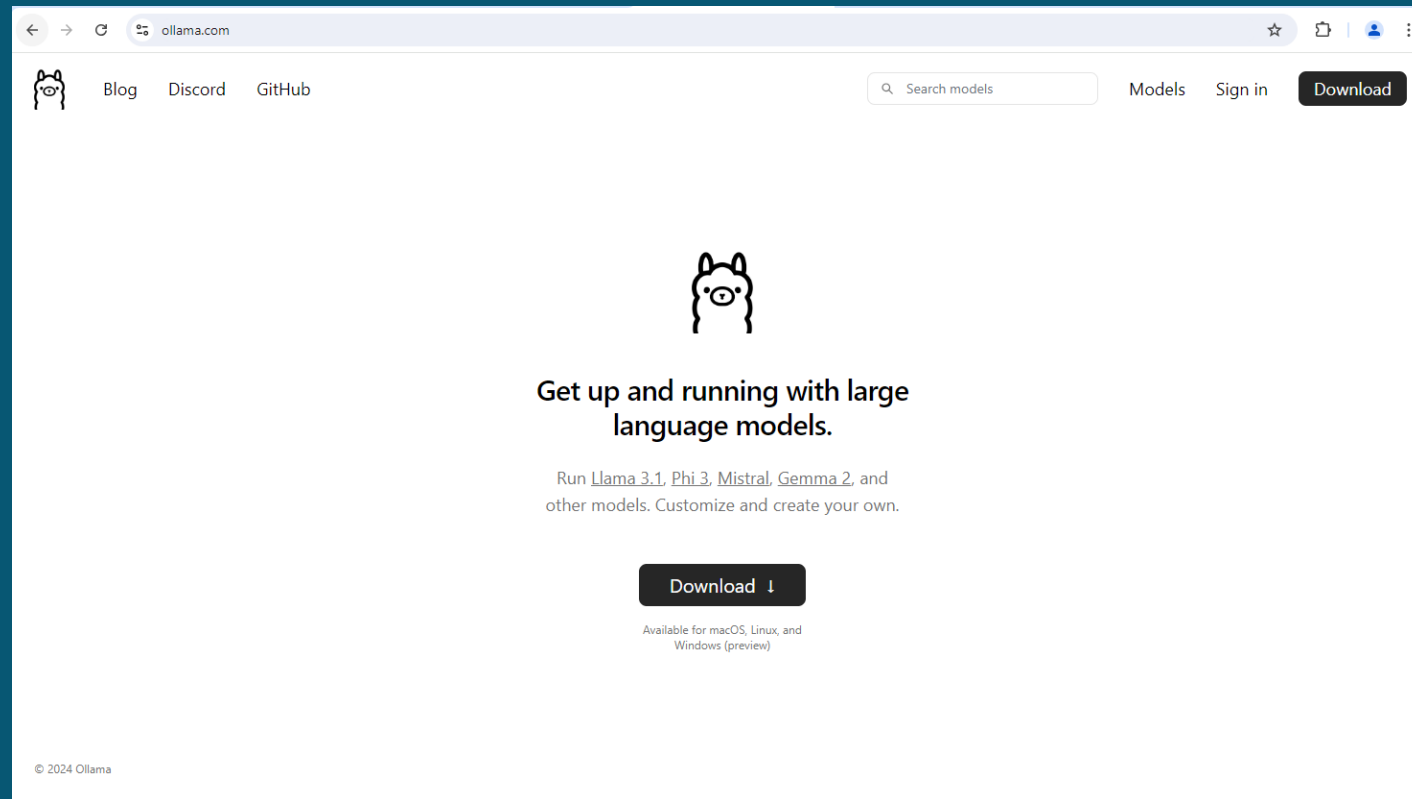 ollama.com
Blog Discord GitHub Search models Models Sign in Download
Get up and running with large
language models.
Run Llama 3.1, Phi 3, Mistral, Gemma 2, and
other models. Customize and create your own.
Download ↓
Available for macOS, Linux, and
Windows (preview)
© 2024 Ollama